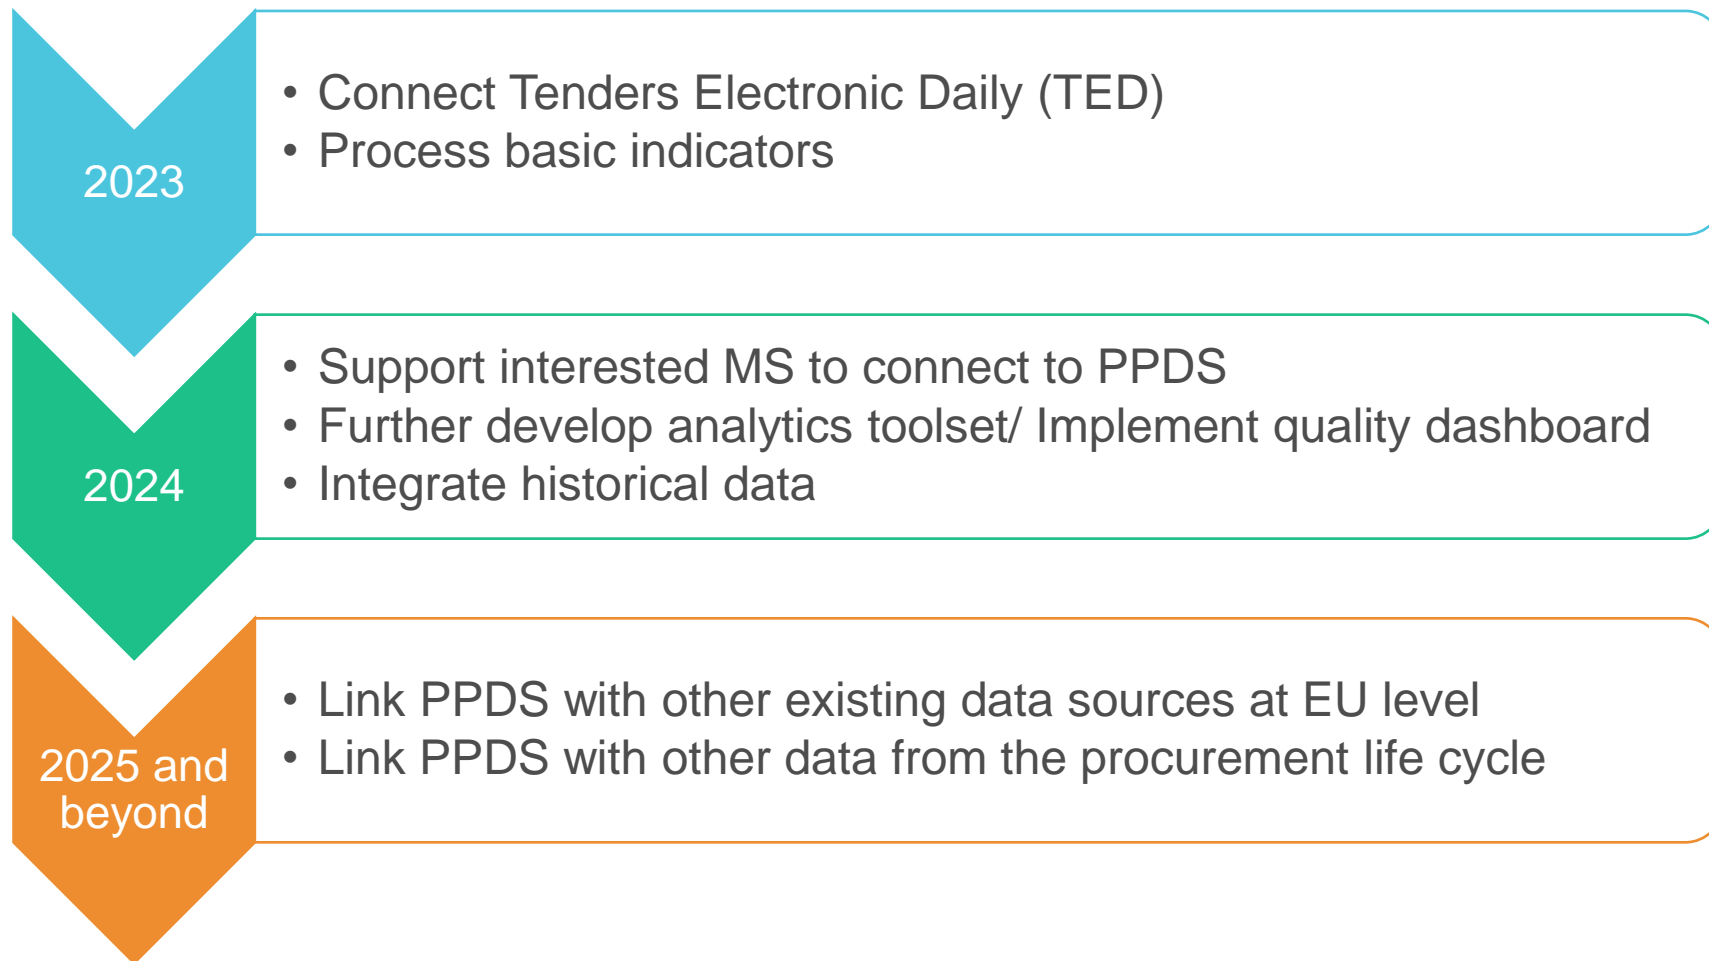 2023
• Connect Tenders Electronic Daily (TED)
• Process basic indicators
2024
• Support interested MS to connect to PPDS
• Further develop analytics toolset/ Implement quality dashboard
• Integrate historical data
2025 and
beyond
• Link PPDS with other existing data sources at EU level
• Link PPDS with other data from the procurement life cycle